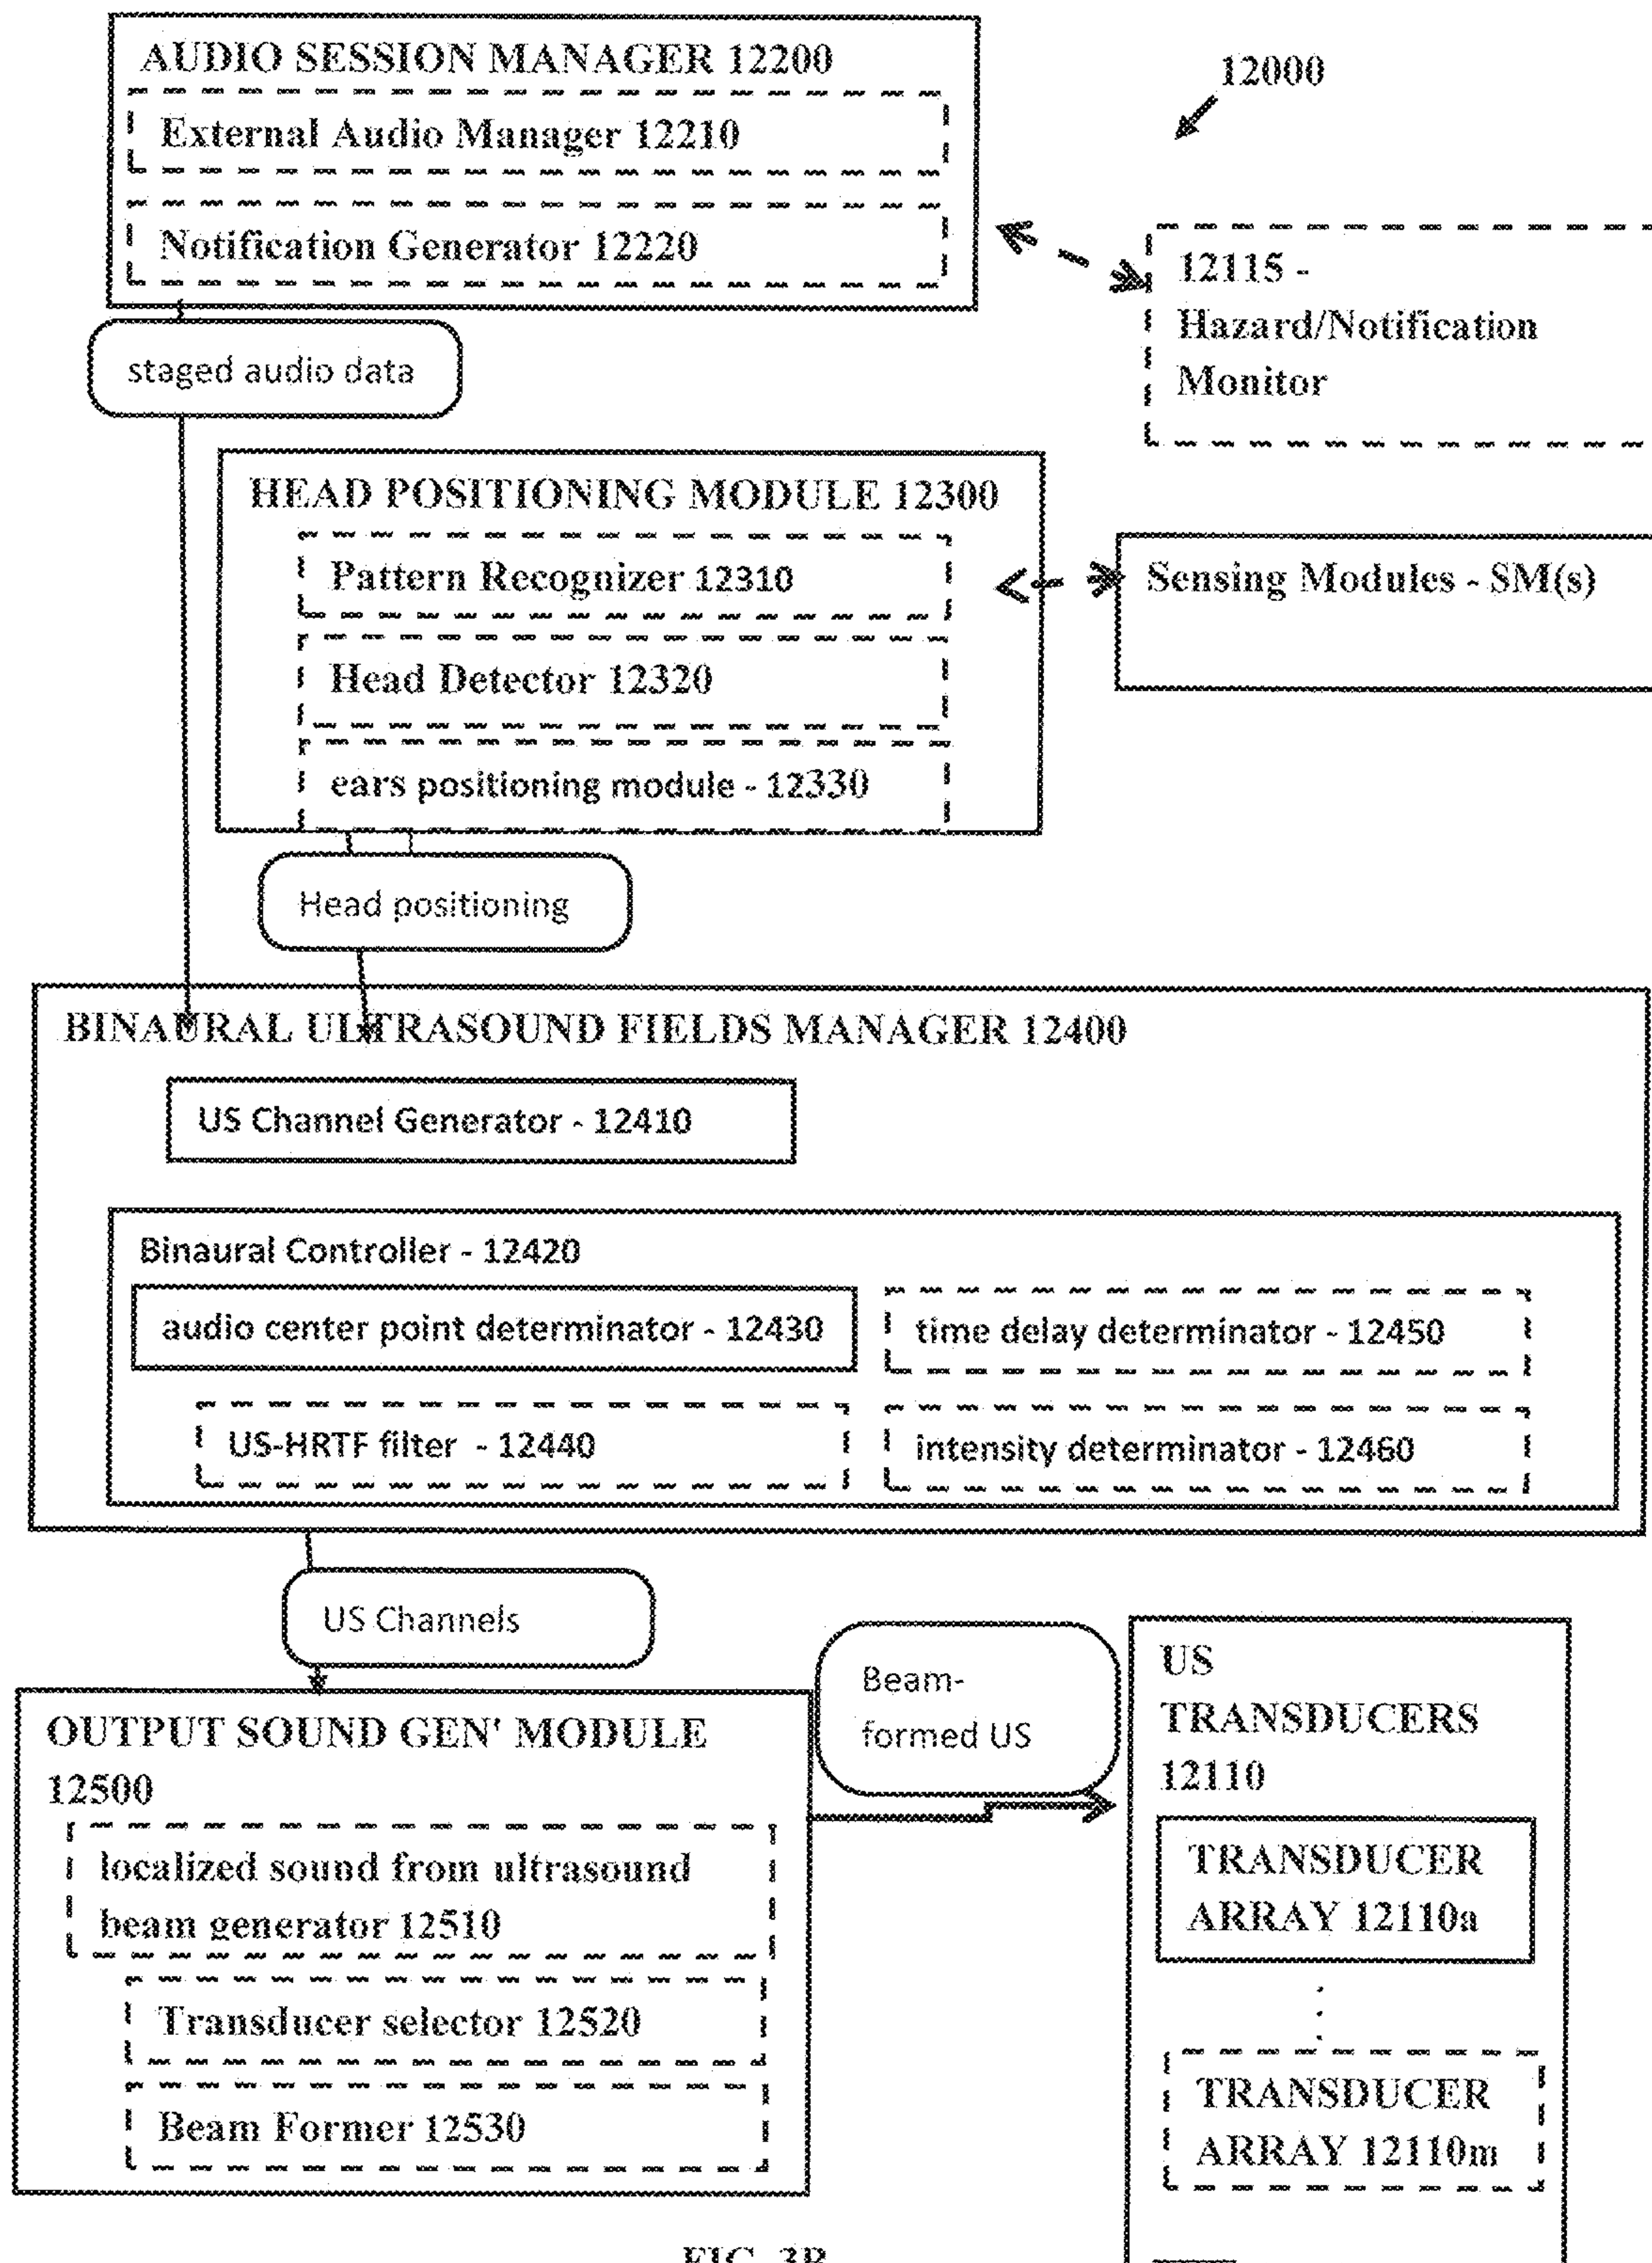 AUDIO SESSION MANAGER 12200
External Audio Manager 12210
Notification Generator 12220
12000
12115 -
Hazard/Notification
Monitor
staged audio data
HEAD POSITIONING MODULE 12300
Pattern Recognizer 12310
Head Detector 12320
ears positioning module - 12330
Sensing Modules - SM(s)
Head positioning
BINAURAL ULTRASOUND FIELDS MANAGER 12400
US Channel Generator - 12410
Binaural Controller - 12420
audio center point determinator - 12430
time delay determinator - 12450
US-HRTF filter - 12440
intensity determinator - 12460
US Channels
OUTPUT SOUND GEN' MODULE
12500
localized sound from ultrasound
beam generator 12510
Transducer selector 12520
Beam Former 12530
Beam-
formed US
US
TRANSDUCERS
12110
TRANSDUCER
ARRAY 12110a
TRANSDUCER
ARRAY 12110m
FIG. 3B